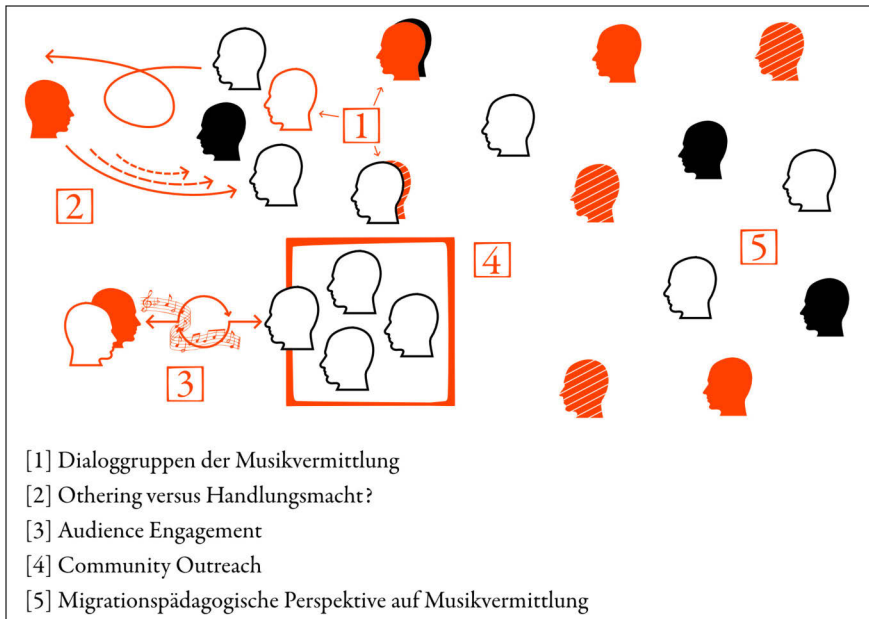 1
2
3
4
5
[1] Dialoggruppen der Musikvermittlung
[2] Othering versus Handlungsmacht?
[3] Audience Engagement
[4] Community Outreach
[5] Migrationspädagogische Perspektive auf Musikvermittlung